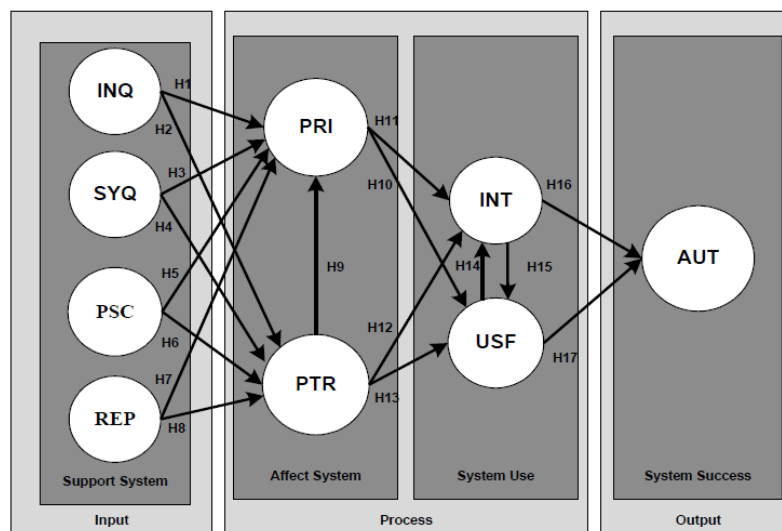 INQ
H1
H2
SYQ
H3
H4
PSC
H5
H6
REP
H7
H8
Support System
Input
PRI
H11
H10
H9
PTR
H12
H13
Affect System
INT
H16
H14
H15
USF
H17
System Use
Process
AUT
System Success
Output